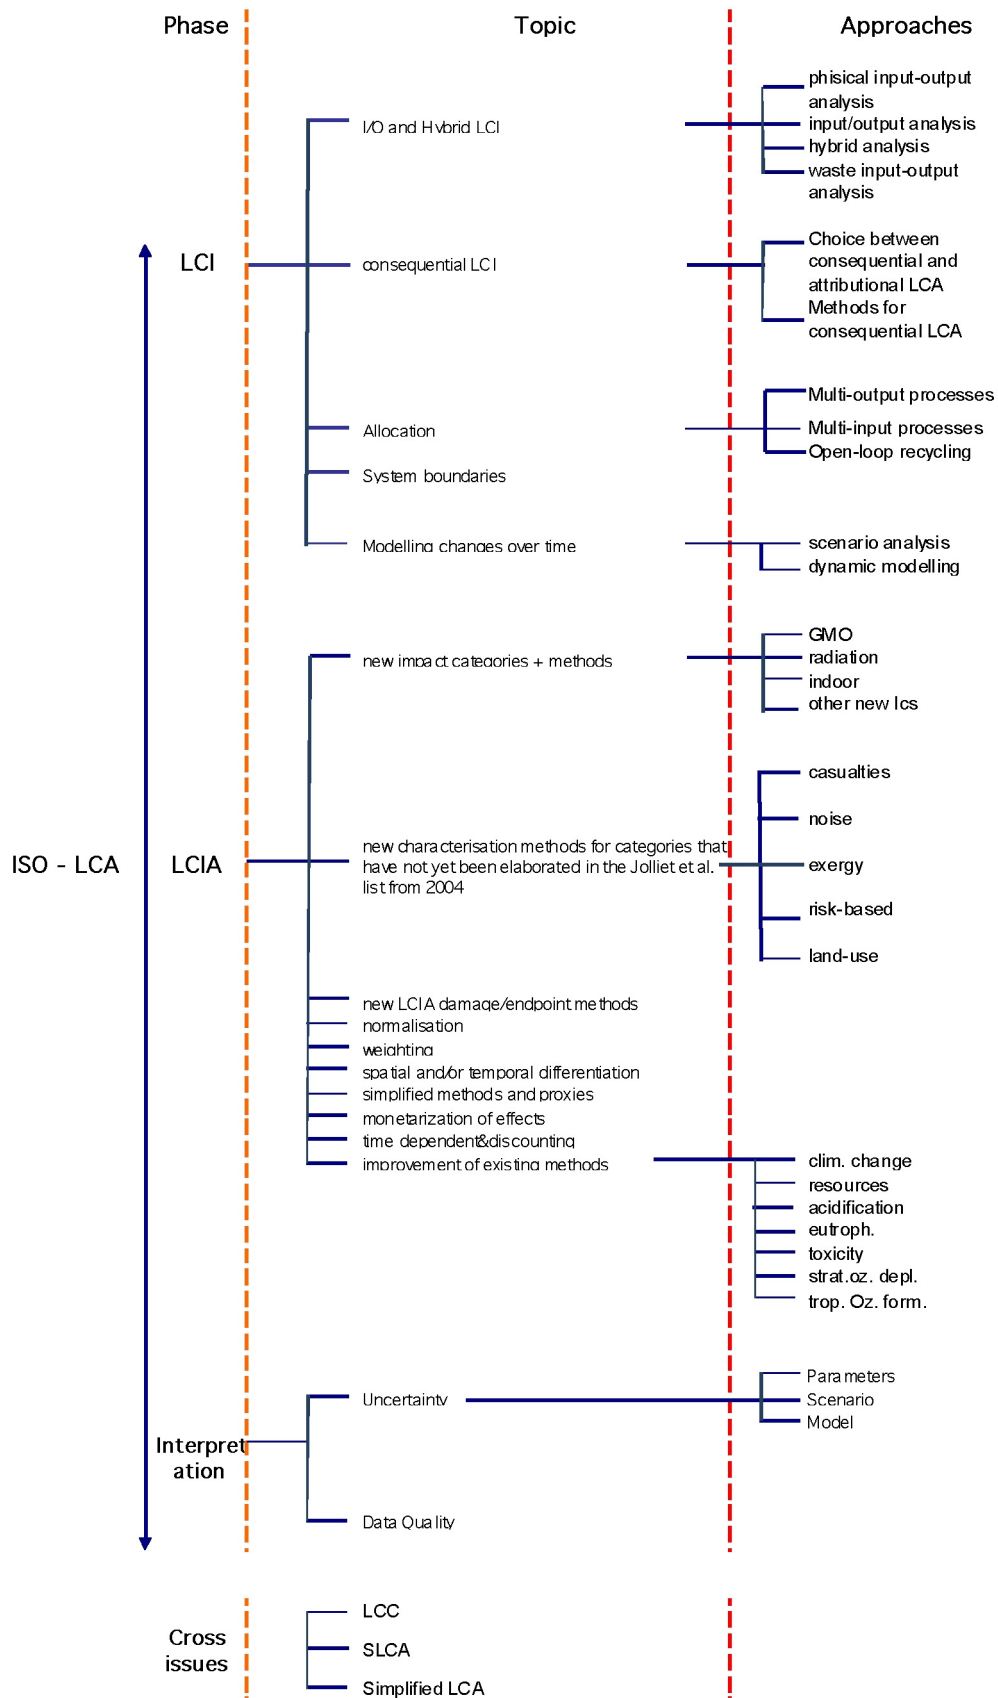 Phase
Topic
Approaches
phisical input-output
analysis
I/O and Hybrid LCI
input/output analysis
hybrid analysis
waste input-output
analysis
LCI
consequential LCI
Choice between
consequential and
attributional LCA
Methods for
consequential LCA
Allocation
Multi-output processes
Multi-input processes
Open-loop recycling
System boundaries
Modelling changes over time
scenario analysis
dynamic modelling
new impact categories + methods
GMO
radiation
indoor
other new Ics
ISO - LCA
LCIA
new characterisation methods for categories that
have not yet been elaborated in the Jolliet et al.
list from 2004
casualties
noise
exergy
risk-based
land-use
new LCIA damage/endpoint methods
normalisation
weighting
spatial and/or temporal differentiation
simplified methods and proxies
monetarization of effects
time dependent&discounting
improvement of existing methods
clim. change
resources
acidification
eutroph.
toxicity
strat.oz. depl.
trop. Oz. form.
Interpret
ation
Uncertainty
Parameters
Scenario
Model
Data Quality
Cross
issues
LCC
SLCA
Simplified LCA